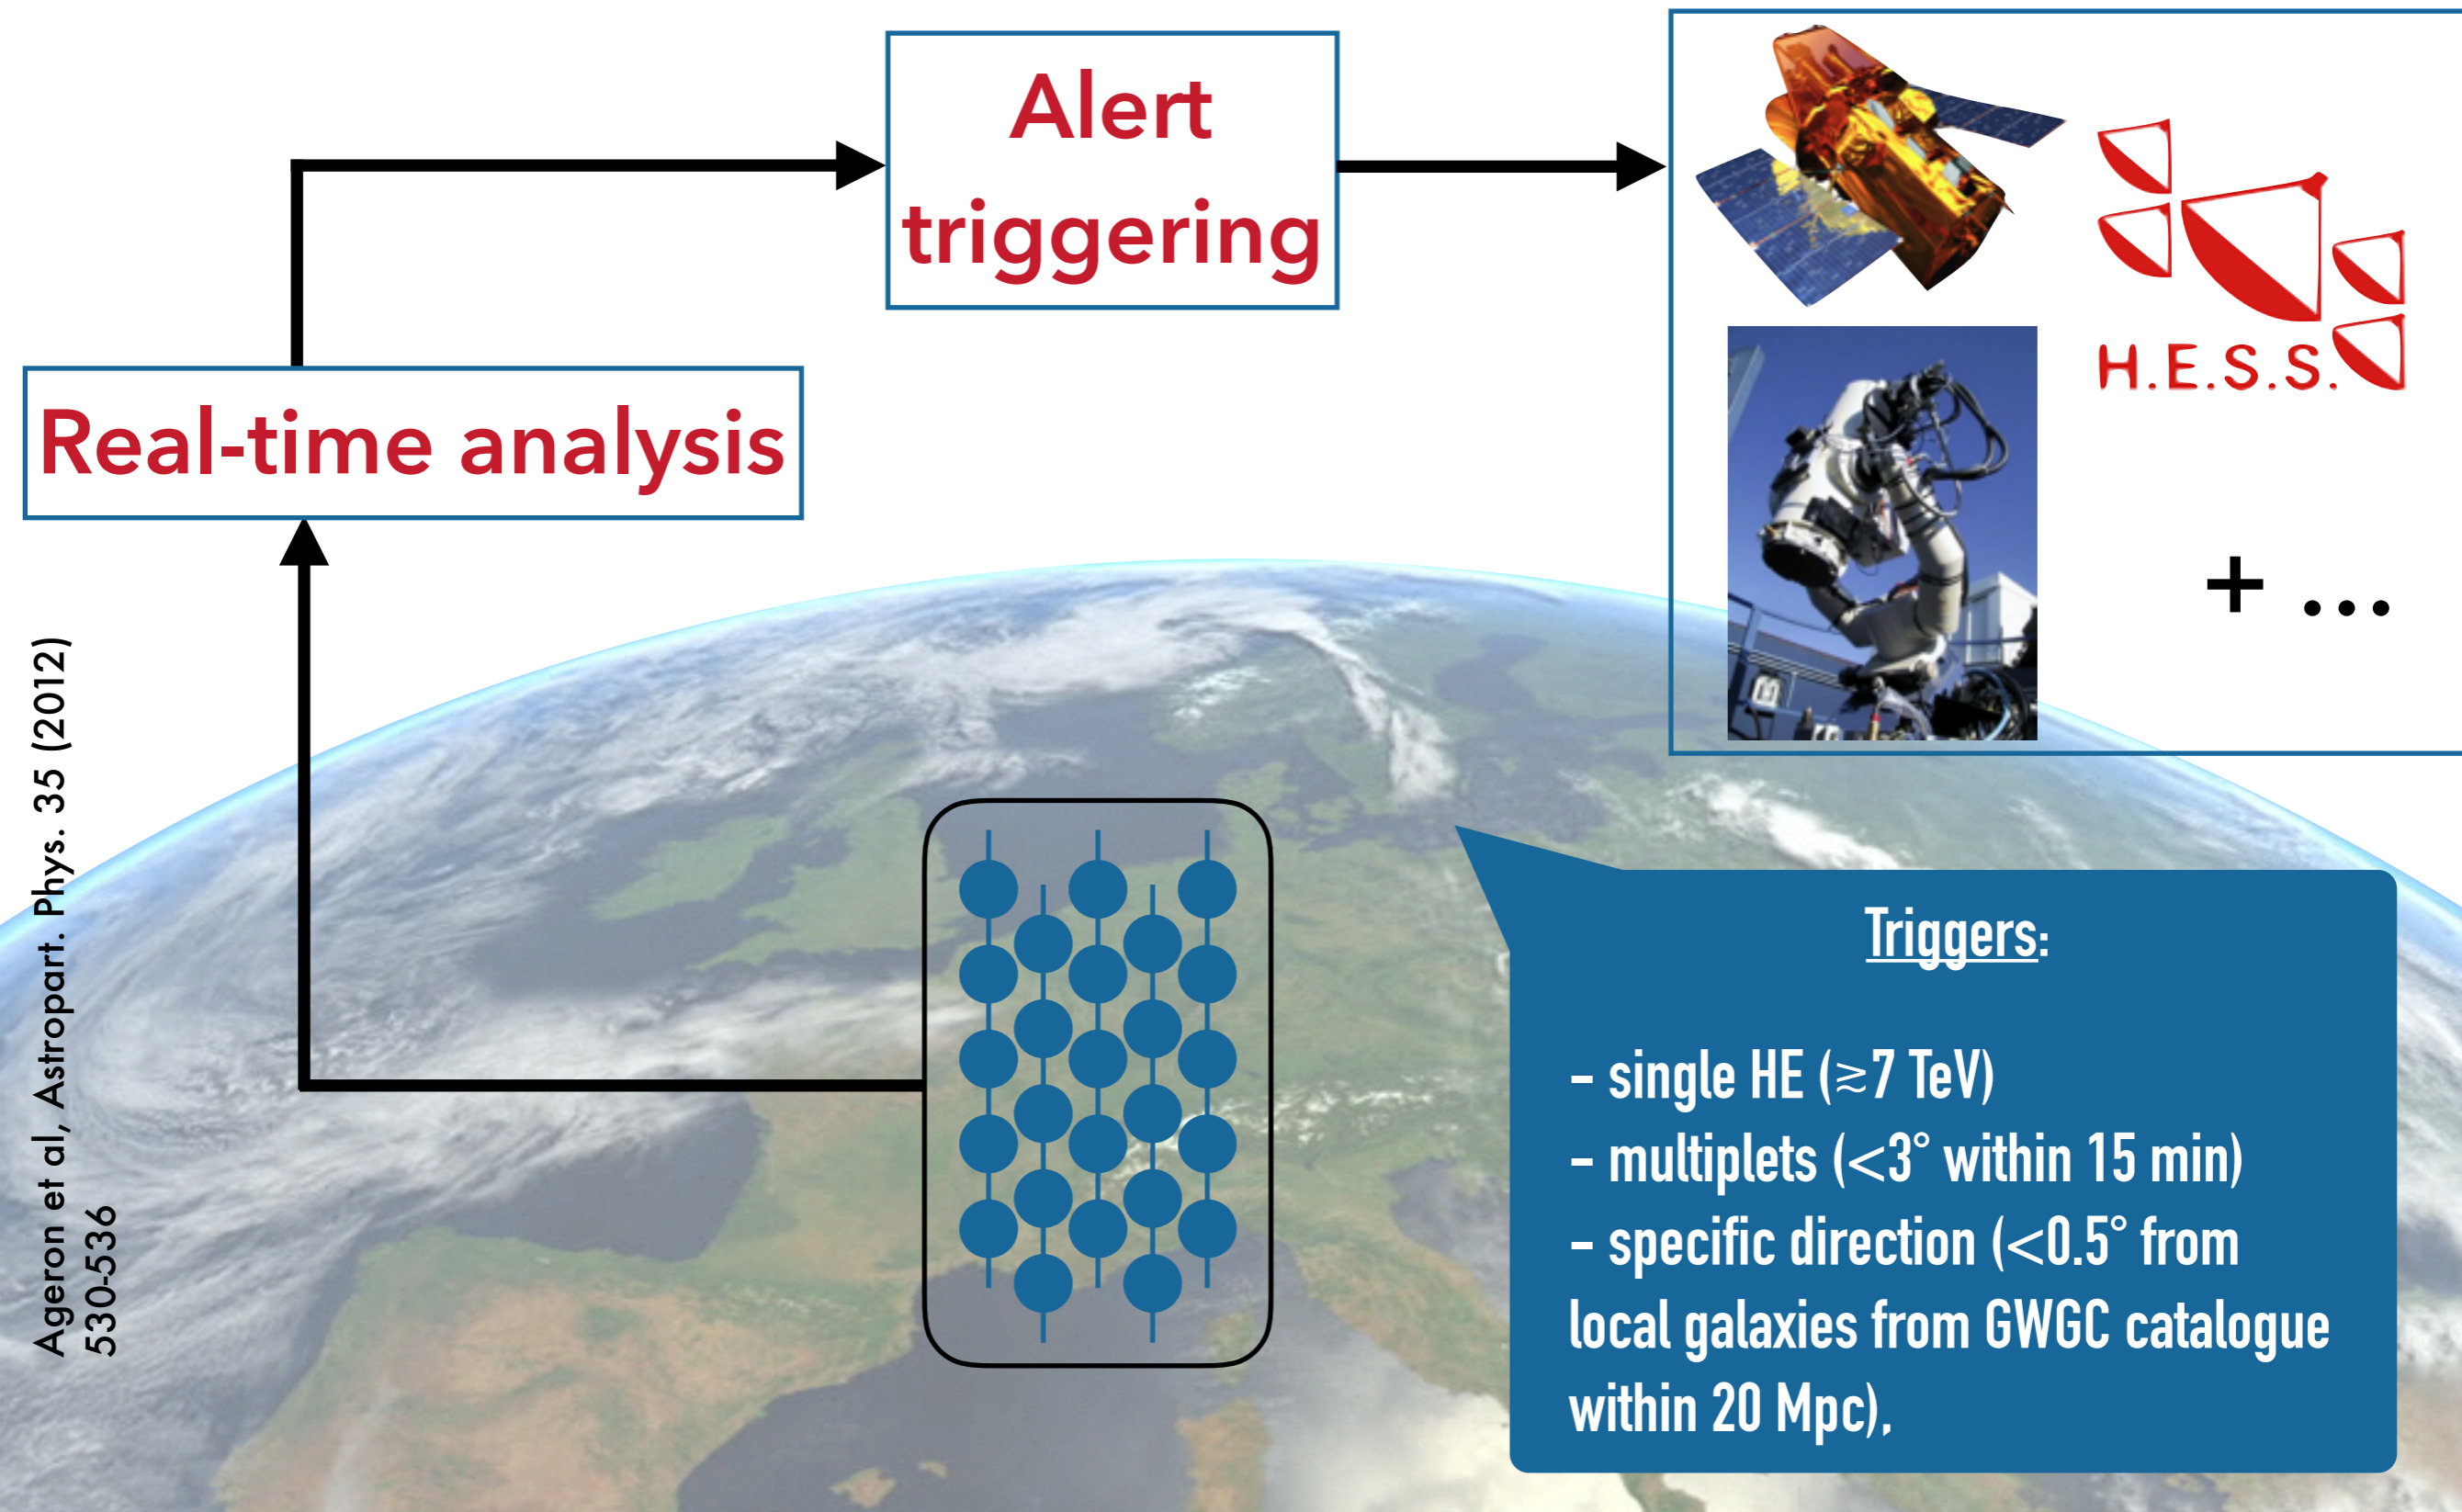 Alert
triggering
H.E.S.S.
Real-time analysis
+ ...
Ageron et al, Astropart. Phys. 35 (2012)
530-536
Triggers:
- single HE (≳7 TeV)
- multiplets (<3° within 15 min)
- specific direction (<0.5° from
local galaxies from GWGC catalogue
within 20 Mpc),